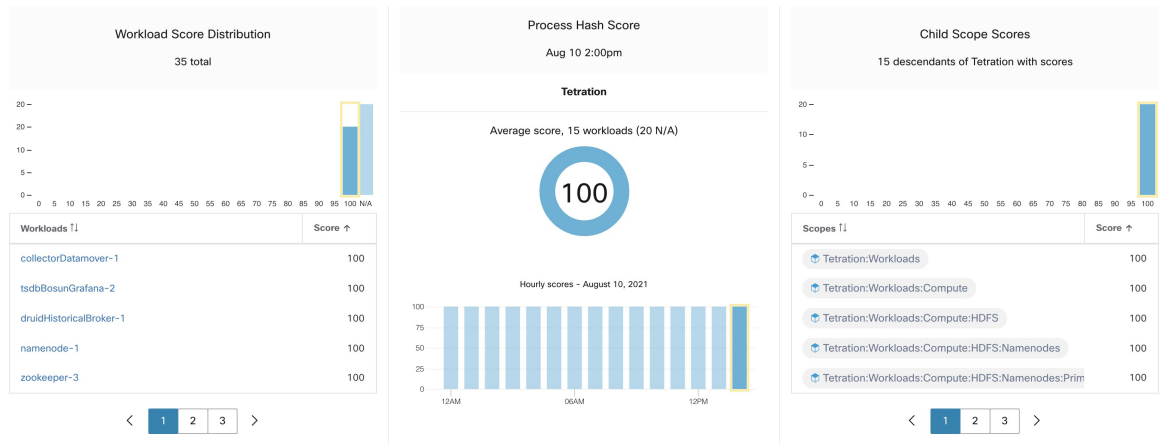 Workload Score Distribution
35 total
20
20
10
5
0
0 5 10 15 20 25 30 35 40 45 50 55 60 65 70 75 80 85 90 95 100 N/A
Workloads Score
collectorDatamover-1 100
tsdbBosunGrafana-2 100
druidHistoricalBroker-1 100
namenode-1 100
zookeeper-3 100
1 2 3
Process Hash Score
Aug 10 2:00pm
Tetration
Average score, 15 workloads (20 N/A)
100
Hourly scores - August 10, 2021
100
75
50
25
0
12AM 06AM 12PM
Child Scope Scores
15 descendants of Tetration with scores
20
10
5
0
0 5 10 15 20 25 30 35 40 45 50 55 60 65 70 75 80 85 90 95 100
Scopes Score
Tetration:Workloads 100
Tetration:Workloads:Compute 100
Tetration:Workloads:Compute:HDFS 100
Tetration:Workloads:Compute:HDFS:Namenodes 100
Tetration:Workloads:Compute:HDFS:Namenodes:Prim 100
1 2 3